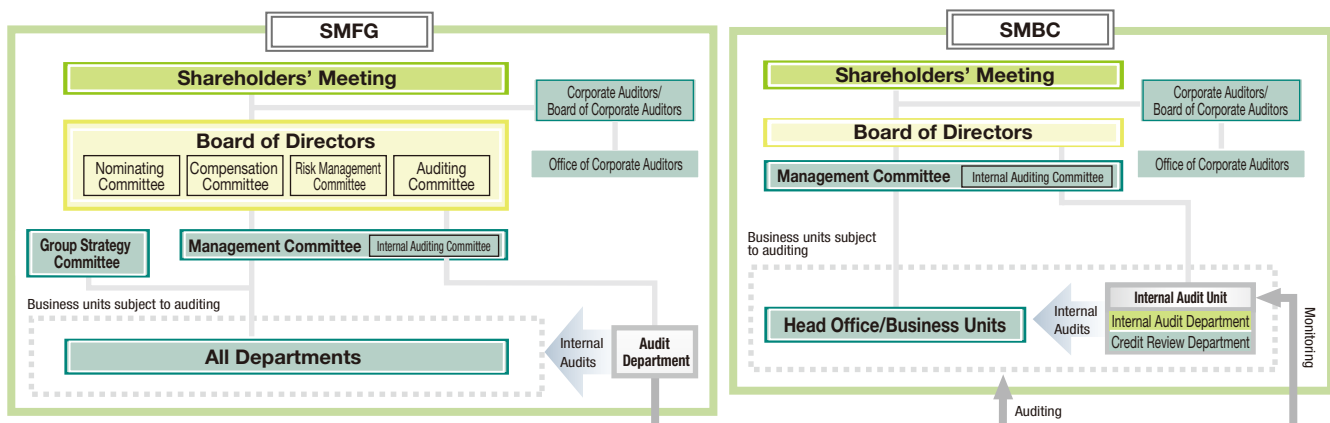 SMFG
Shareholders' Meeting
Corporate Auditors/
Board of Corporate Auditors
Board of Directors
Nominating
Committee
Compensation
Committee
Risk Management
Committee
Auditing
Committee
Office of Corporate Auditors
Group Strategy
Committee
Management Committee
Internal Auditing Committee
Business units subject to auditing
All Departments
Internal
Audits
Audit
Department
SMBC
Shareholders' Meeting
Corporate Auditors/
Board of Corporate Auditors
Board of Directors
Office of Corporate Auditors
Management Committee
Internal Auditing Committee
Business units subject
to auditing
Head Office/Business Units
Internal
Audits
Internal Audit Unit
Internal Audit Department
Credit Review Department
Monitoring
Auditing